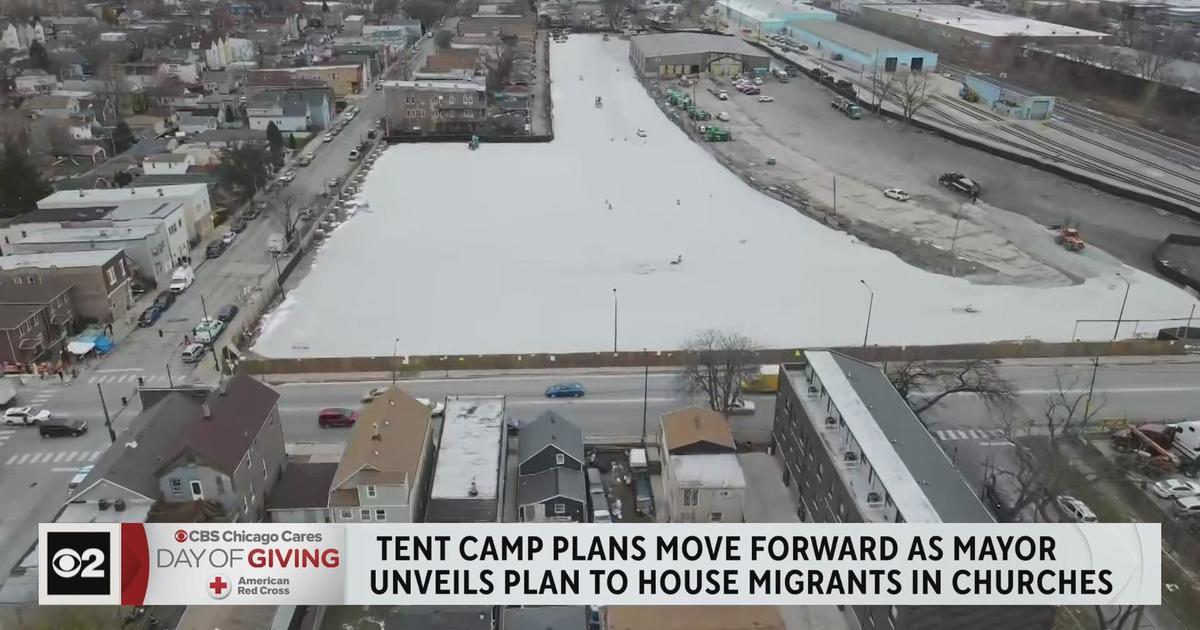 2
CBS Chicago Cares
DAY OF GIVING
American
Red Cross
TENT CAMP PLANS MOVE FORWARD AS MAYOR
UNVEILS PLAN TO HOUSE MIGRANTS IN CHURCHES